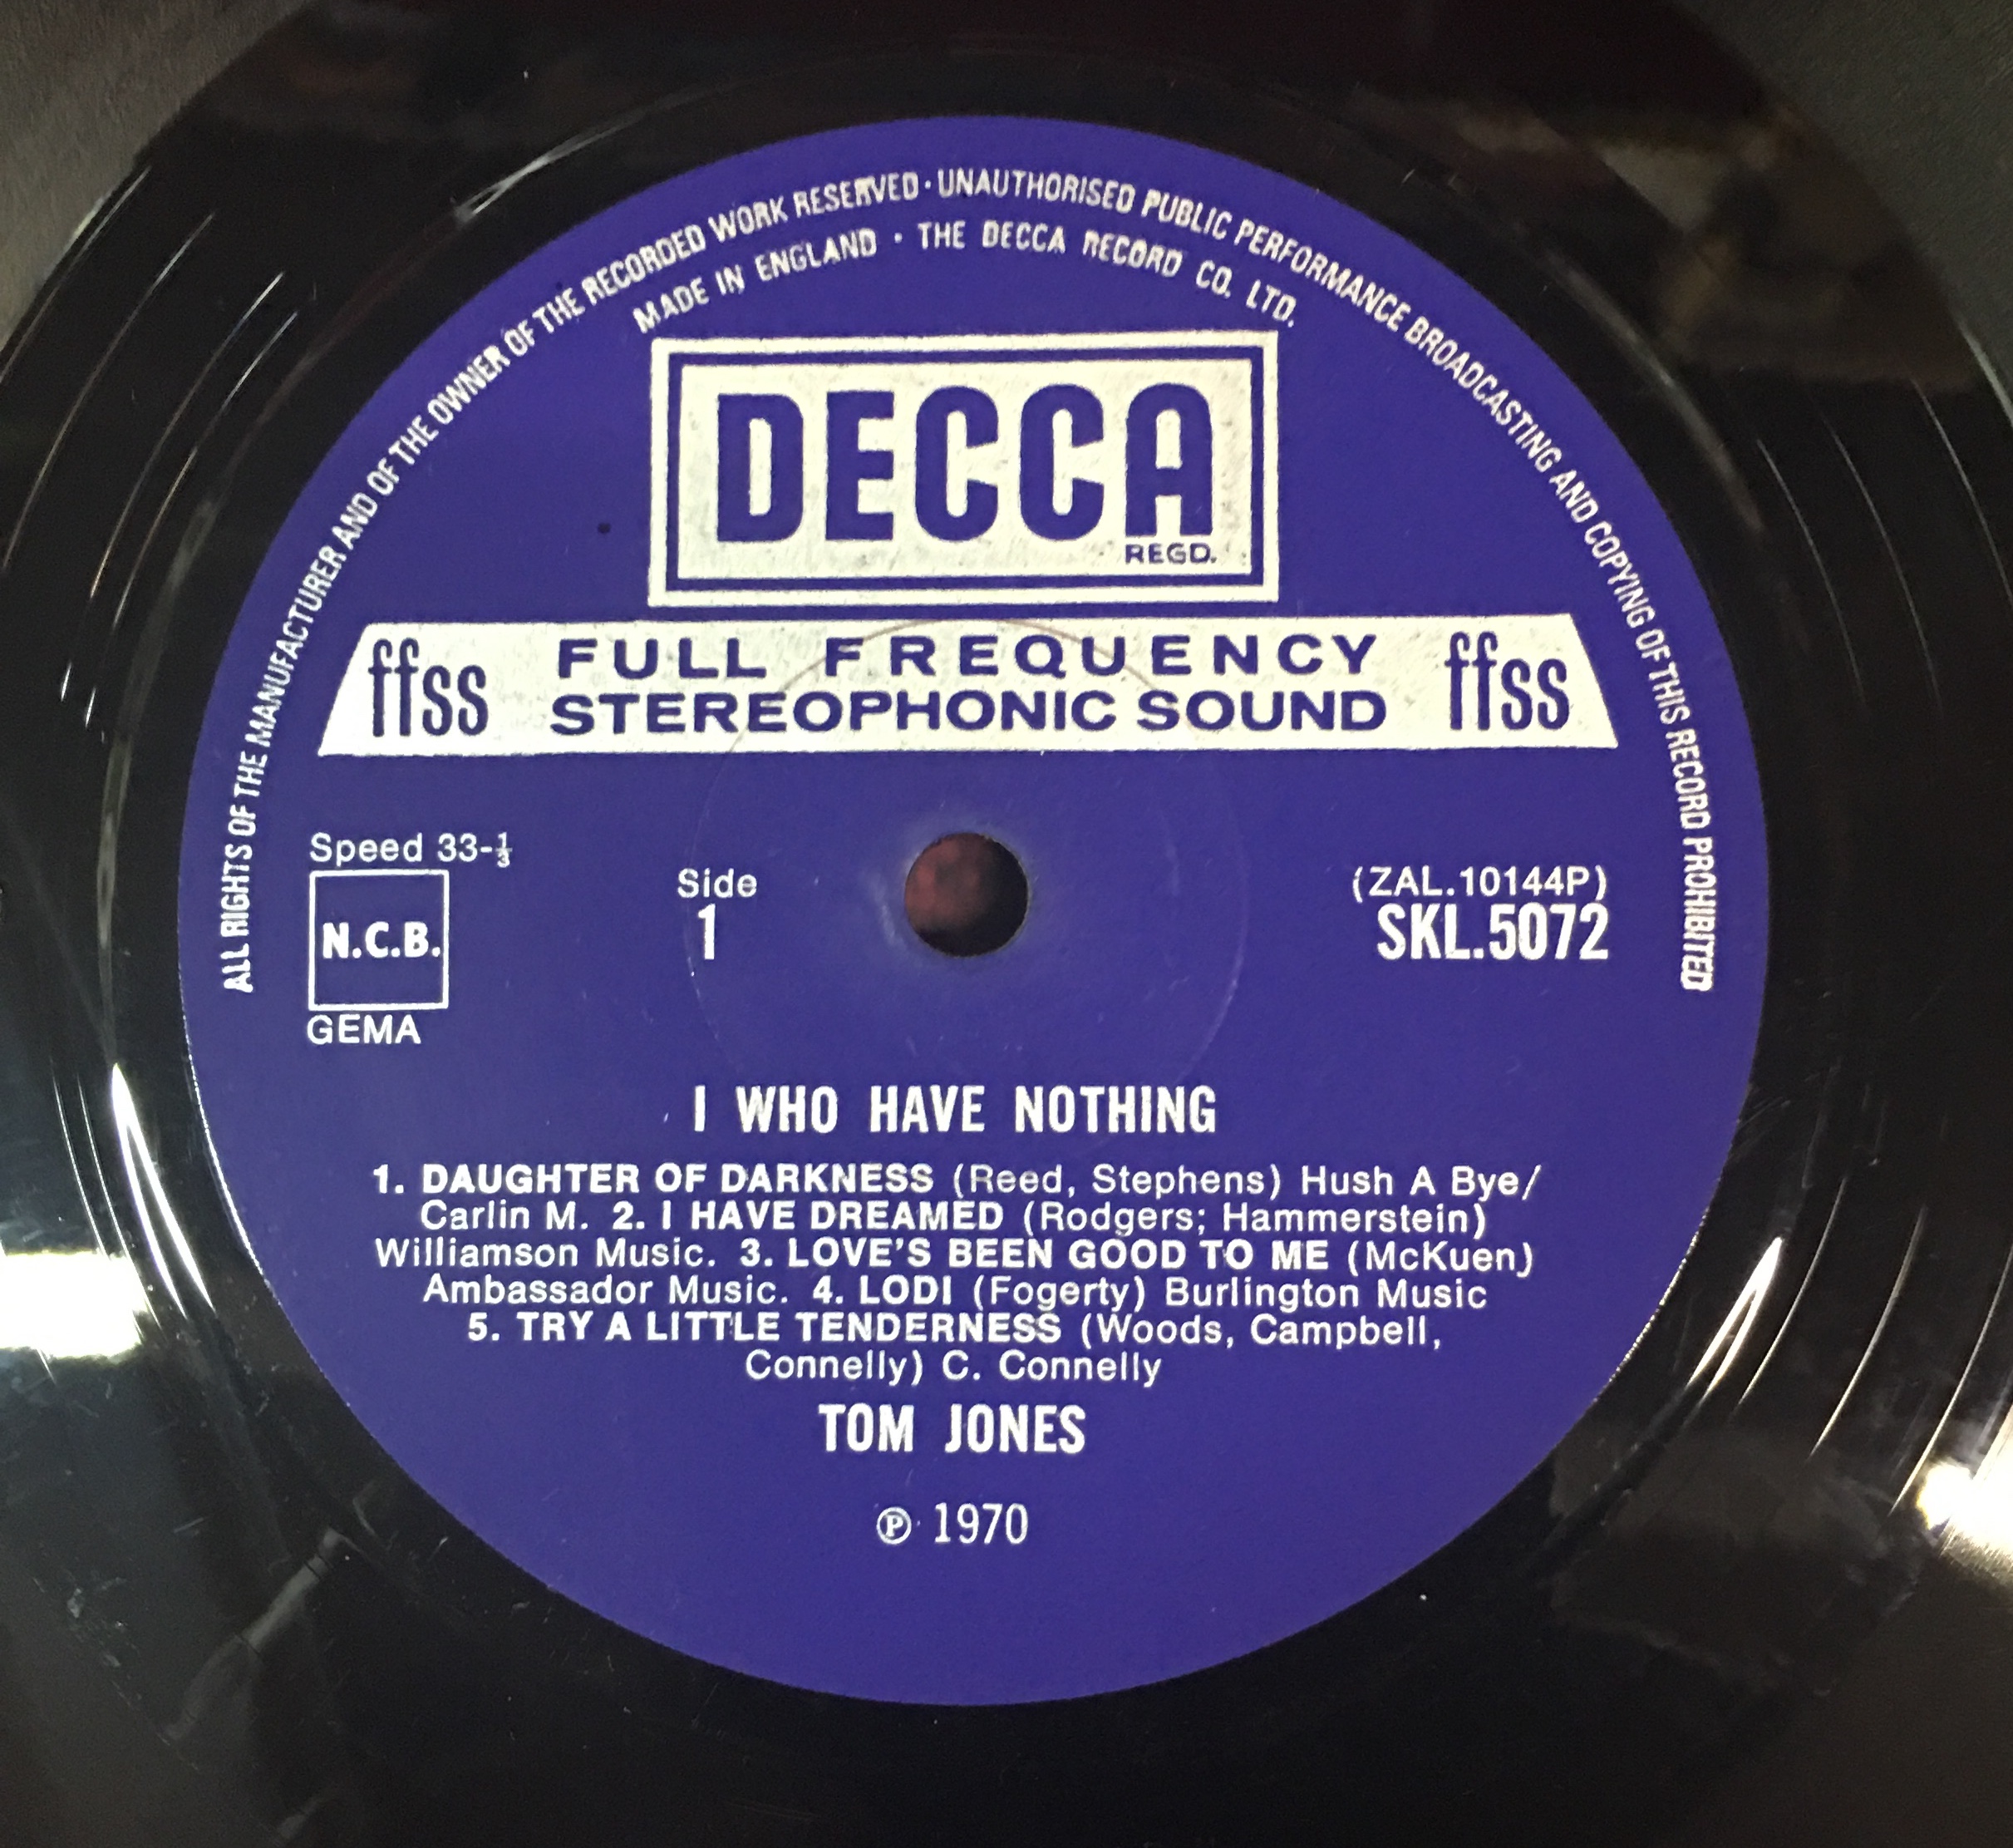 ALL RIGHTS OF THE MANUFACTURER AND OF THE OWNER OF THE RECORDED WORK RESERVED · UNAUTHORISED PUBLIC PERFORMANCE BROADCASTING AND COPYING OF THIS RECORD PROHIBITED
MADE IN ENGLAND · THE DECCA RECORD CO. LTD.
DECCA
REGD.
ffss FULL FREQUENCY STEREOPHONIC SOUND ffss
Speed 33-⅓
N.C.B.
GEMA
Side
1
(ZAL.10144P)
SKL.5072
I WHO HAVE NOTHING
1. DAUGHTER OF DARKNESS (Reed, Stephens) Hush A Bye/
Carlin M. 2. I HAVE DREAMED (Rodgers; Hammerstein)
Williamson Music. 3. LOVE'S BEEN GOOD TO ME (McKuen)
Ambassador Music. 4. LODI (Fogerty) Burlington Music
5. TRY A LITTLE TENDERNESS (Woods, Campbell,
Connelly) C. Connelly
TOM JONES
℗ 1970